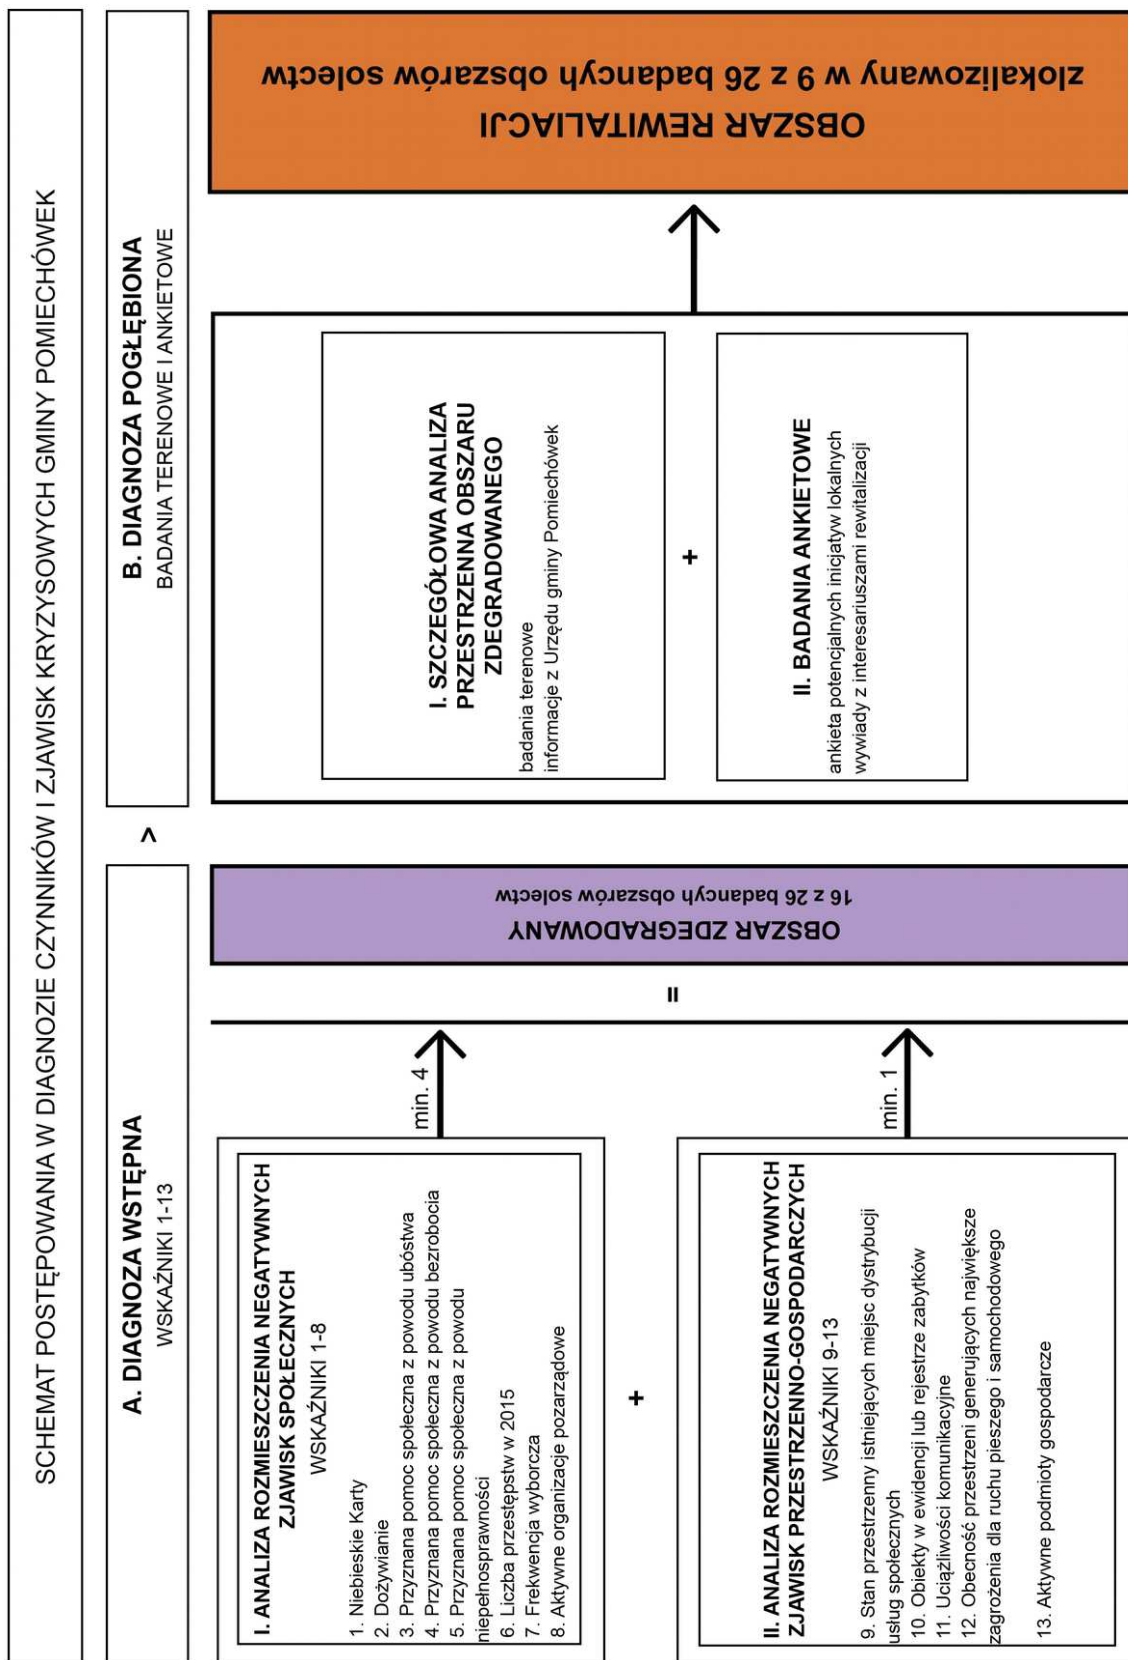 SCHEMAT POSTĘPOWANIA W DIAGNOZIE CZYNNIKÓW I ZJAWISK KRYZYSOWYCH GMINY POMIECHÓWEK
A. DIAGNOZA WSTĘPNA
WSKAŹNIKI 1-13
I. ANALIZA ROZMIESZCZENIA NEGATYWNYCH
ZJAWISK SPOŁECZNYCH
WSKAŹNIKI 1-8
1. Niebieskie Karty
2. Dożywianie
3. Przyznana pomoc społeczna z powodu ubóstwa
4. Przyznana pomoc społeczna z powodu bezrobocia
5. Przyznana pomoc społeczna z powodu
niepełnosprawności
6. Liczba przestępstw w 2015
7. Frekwencja wyborcza
8. Aktywne organizacje pozarządowe
min. 4
+
II. ANALIZA ROZMIESZCZENIA NEGATYWNYCH
ZJAWISK PRZESTRZENNO-GOSPODARCZYCH
WSKAŹNIKI 9-13
9. Stan przestrzenny istniejących miejsc dystrybucji
usług społecznych
10. Obiekty w ewidencji lub rejestrze zabytków
11. Uciążliwości komunikacyjne
12. Obecność przestrzeni generujących największe
zagrożenia dla ruchu pieszego i samochodowego
13. Aktywne podmioty gospodarcze
min. 1
=
OBSZAR ZDEGRADOWANY
16 z 26 badancyh obszarów sołectw
>
B. DIAGNOZA POGŁĘBIONA
BADANIA TERENOWE I ANKIETOWE
I. SZCZEGÓŁOWA ANALIZA
PRZESTRZENNA OBSZARU
ZDEGRADOWANEGO
badania terenowe
informacje z Urzędu gminy Pomiechówek
+
II. BADANIA ANKIETOWE
ankieta potencjalnych inicjatyw lokalnych
wywiady z interesariuszami rewitalizacji
OBSZAR REWITALIACJI
zlokalizowany w 9 z 26 badancyh obszarów sołectw